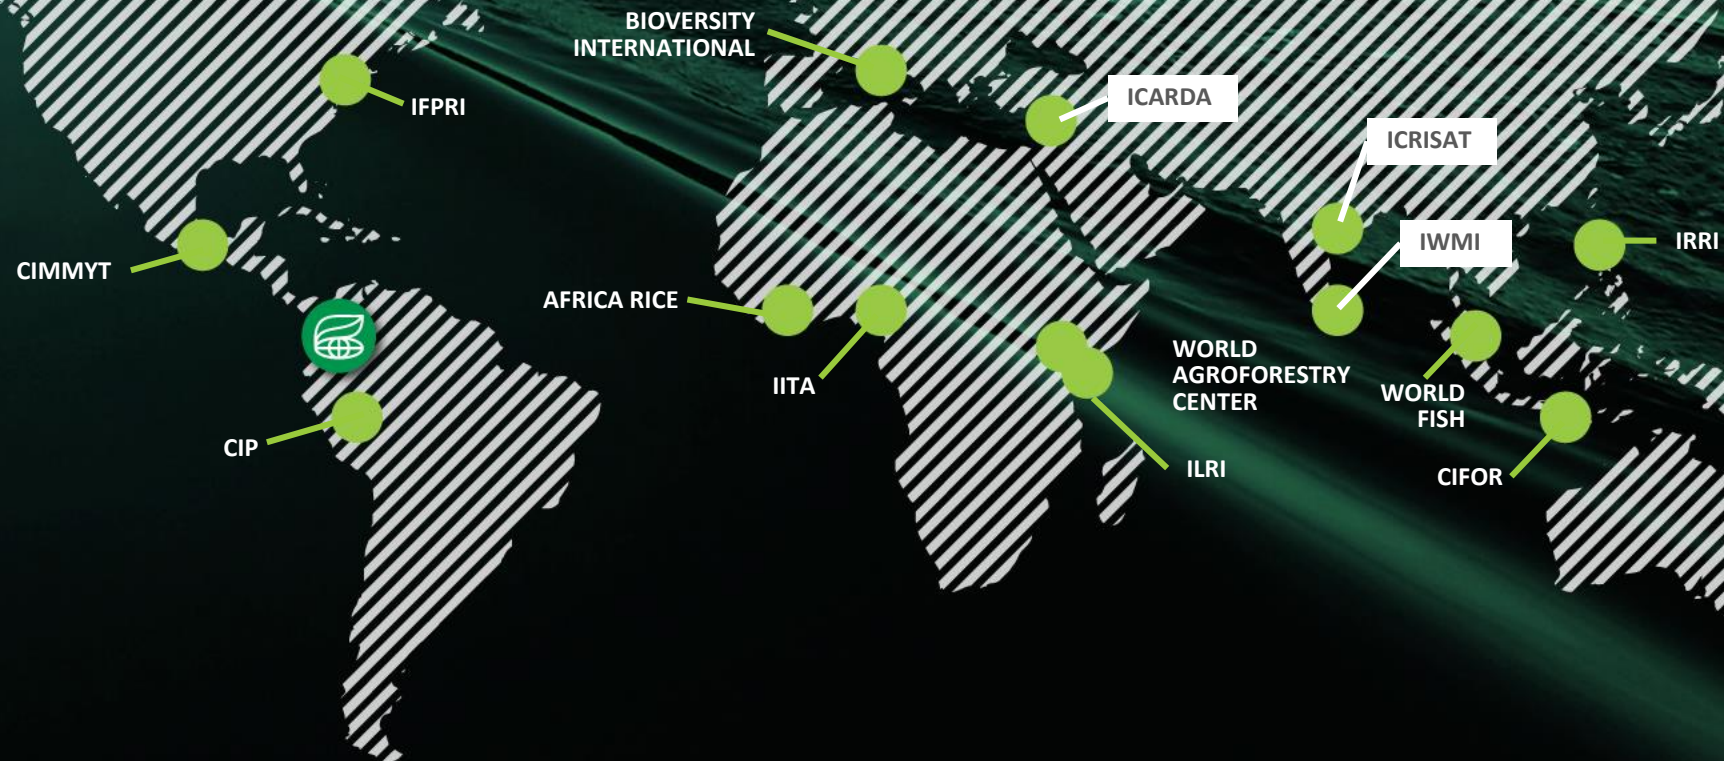 BIOVERSITY
INTERNATIONAL
IFPRI
ICARDA
ICRISAT
IWMI
IRRI
CIMMYT
AFRICA RICE
IITA
WORLD
AGROFORESTRY
CENTER
WORLD
FISH
CIP
ILRI
CIFOR